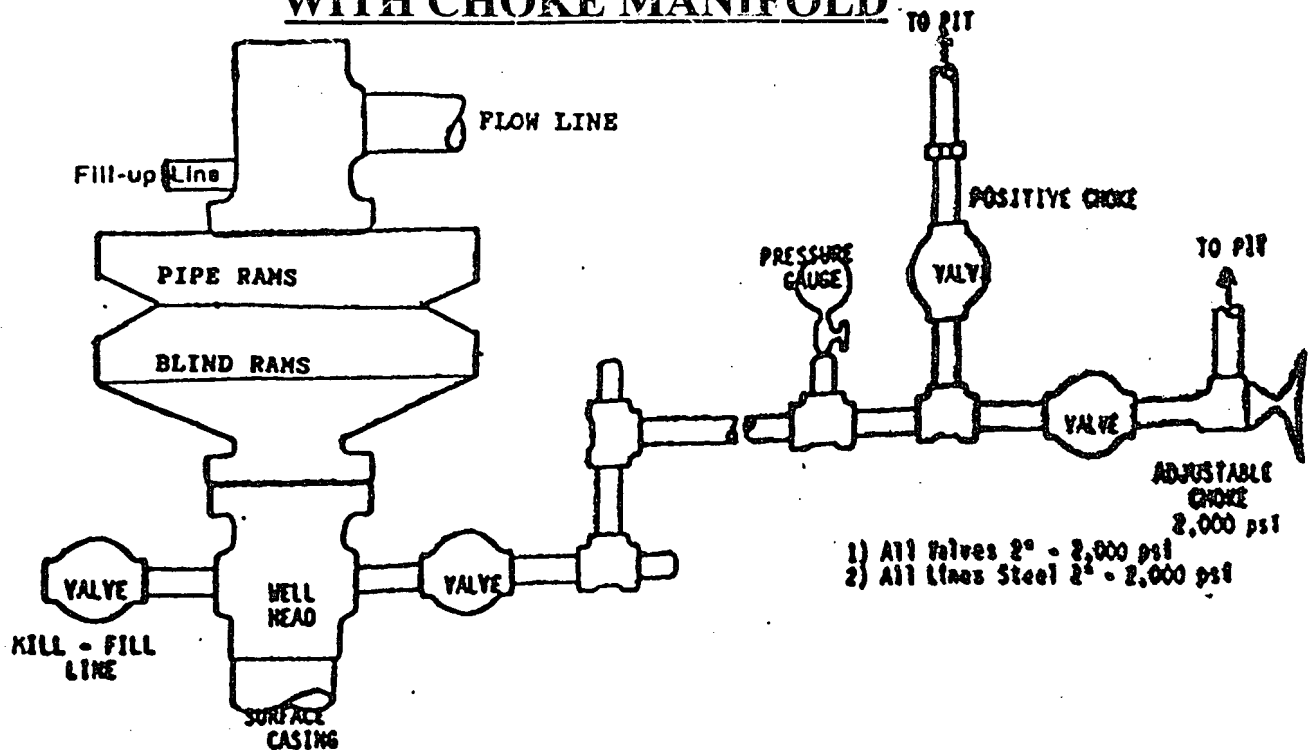 WITH CHOKE MANIFOLD
TO PIT
FLOW LINE
Fill-up Line
POSITIVE CHOKE
PRESSURE
GAUGE
VALV
TO PIT
PIPE RAMS
BLIND RAMS
VALVE
ADJUSTABLE
CHOKE
2,000 psi
1) All Valves 2" - 2,000 psi
2) All Lines Steel 2" - 2,000 psi
VALVE
WELL
HEAD
VALVE
KILL - FILL
LINE
SURFACE
CASING